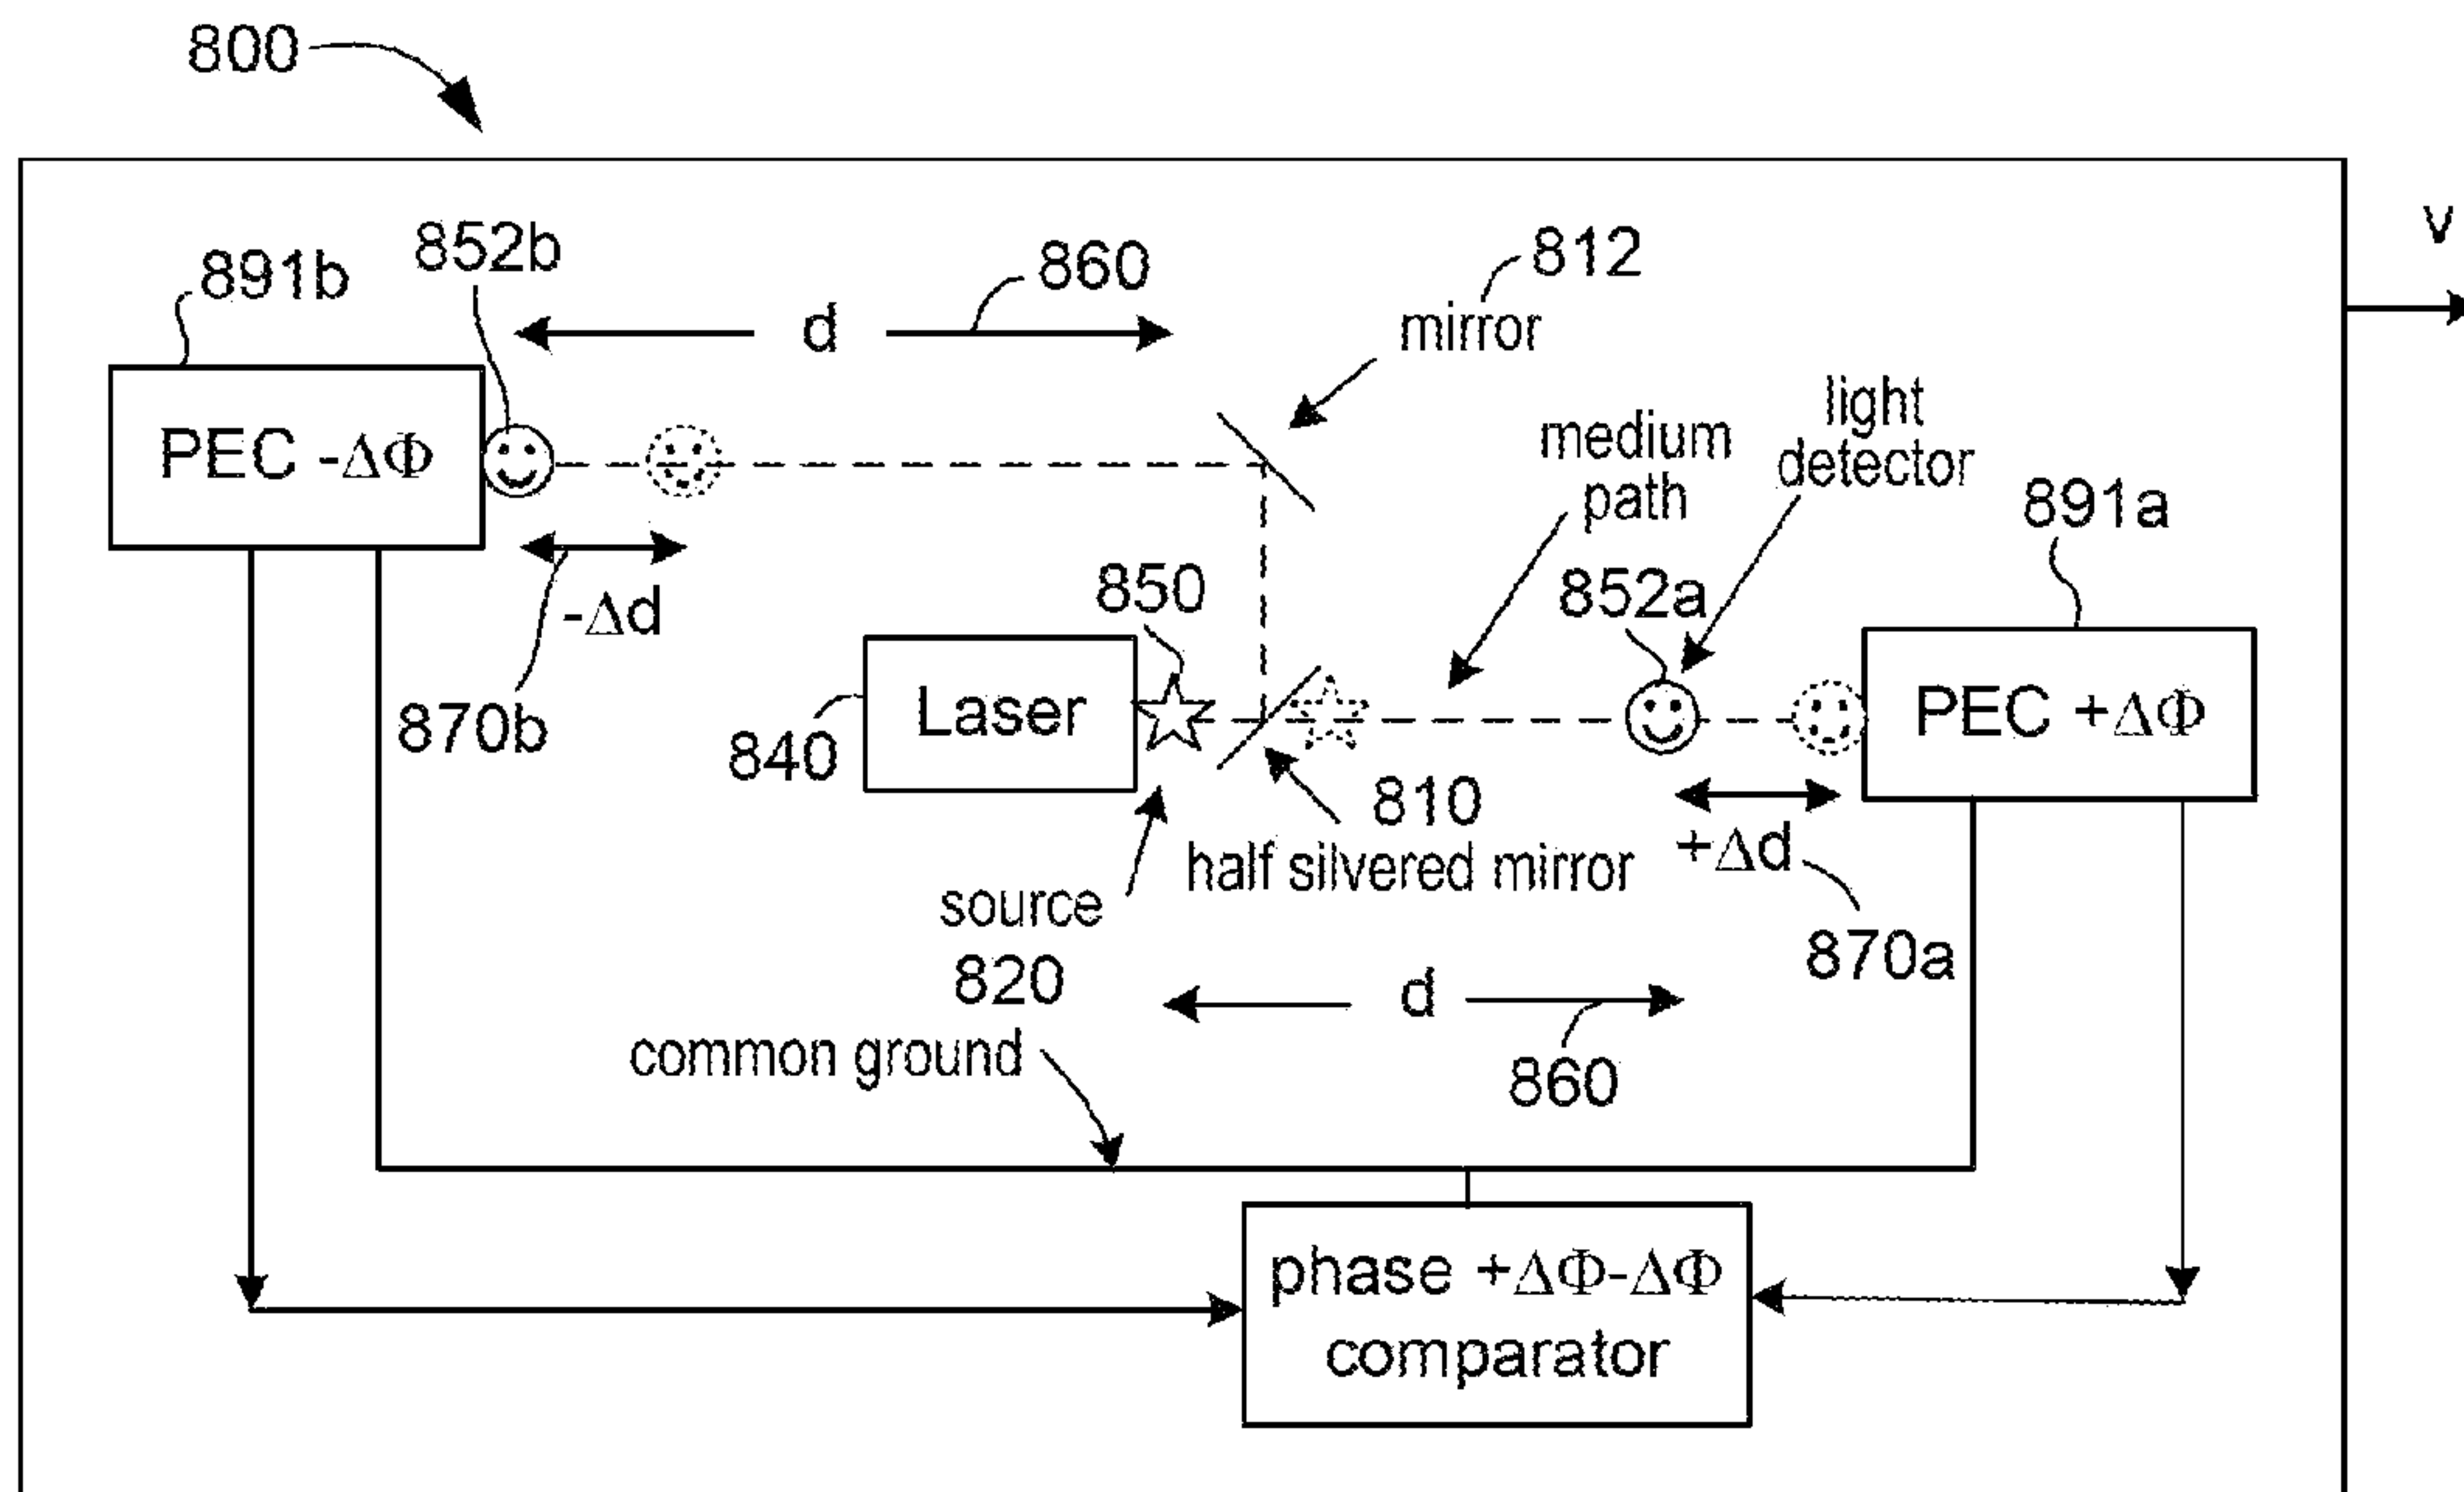 800
v
852b
860
812
891b
d
mirror
light
detector
medium
path
PEC -ΔΦ
891a
850
852a
-Δd
Laser
PEC +ΔΦ
870b
840
810
half silvered mirror
+Δd
source
820
870a
d
common ground
860
phase +ΔΦ-ΔΦ
comparator